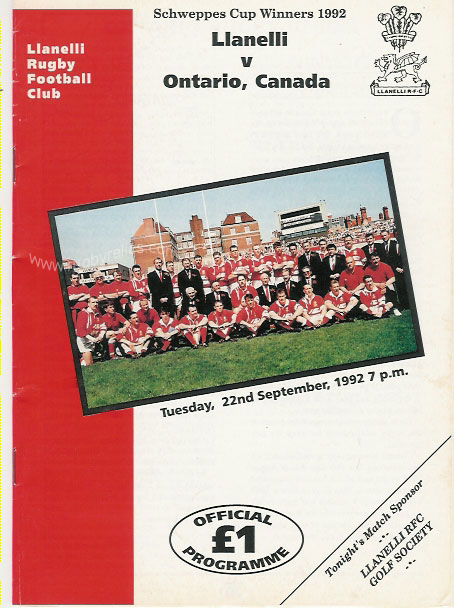 Schweppes Cup Winners 1992
Llanelli
v
Ontario, Canada
Llanelli
Rugby
Football
Club
LLANELLI R·F·C
Tuesday, 22nd September, 1992 7 p.m.
OFFICIAL
£1
PROGRAMME
Tonight's Match Sponsor
-·-
LLANELLI RFC
GOLF SOCIETY
-·-